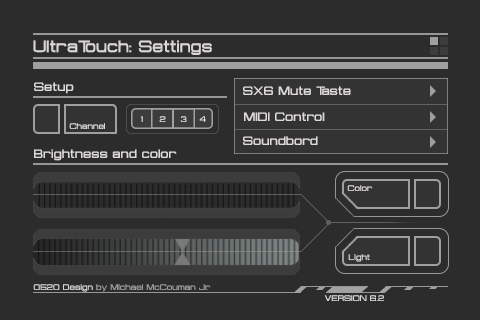 UltraTouch: Settings
Setup
SX6 Mute Taste
Channel
1 2 3 4
MIDI Control
Soundbord
Brightness and color
Color
Light
0620 Design by Michael McCouman Jr
VERSION 6.2